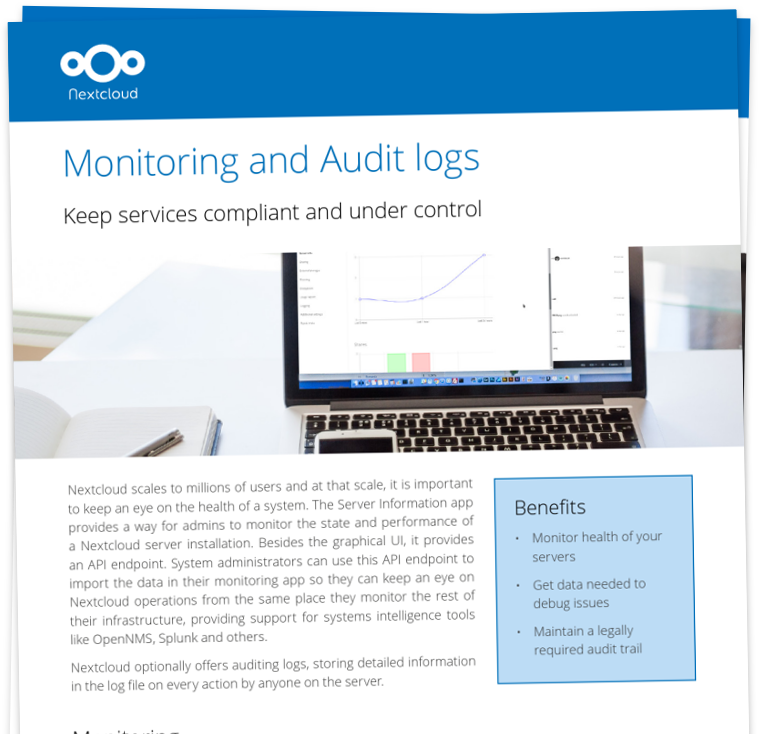 Nextcloud
Monitoring and Audit logs
Keep services compliant and under control
Nextcloud scales to millions of users and at that scale, it is important
to keep an eye on the health of a system. The Server Information app
provides a way for admins to monitor the state and performance of
a Nextcloud server installation. Besides the graphical UI, it provides
an API endpoint. System administrators can use this API endpoint to
import the data in their monitoring app so they can keep an eye on
Nextcloud operations from the same place they monitor the rest of
their infrastructure, providing support for systems intelligence tools
like OpenNMS, Splunk and others.
Nextcloud optionally offers auditing logs, storing detailed information
in the log file on every action by anyone on the server.
Benefits
• Monitor health of your
servers
• Get data needed to
debug issues
• Maintain a legally
required audit trail
Monitoring